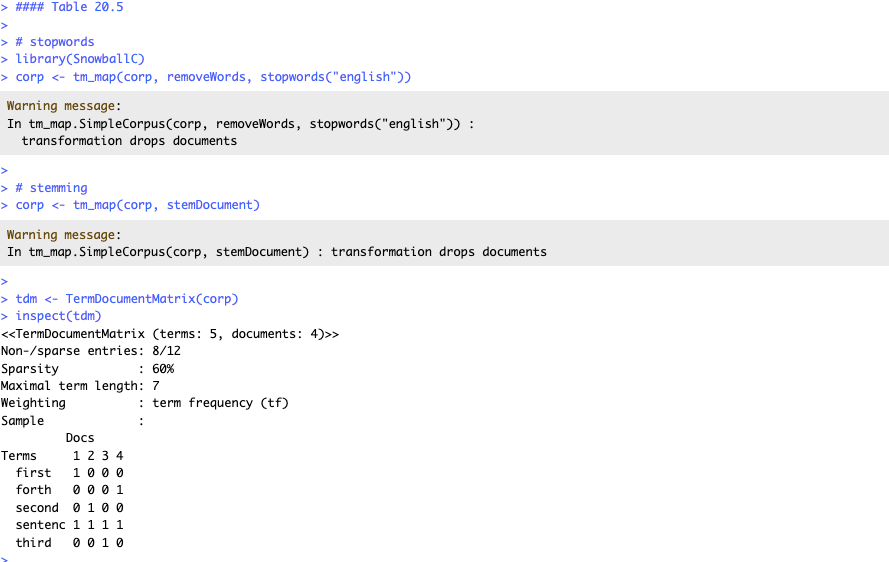 > #### Table 20.5
>
> # stopwords
> library(SnowballC)
> corp <- tm_map(corp, removeWords, stopwords("english"))
Warning message:
In tm_map.SimpleCorpus(corp, removeWords, stopwords("english")) :
  transformation drops documents
>
> # stemming
> corp <- tm_map(corp, stemDocument)
Warning message:
In tm_map.SimpleCorpus(corp, stemDocument) : transformation drops documents
>
> tdm <- TermDocumentMatrix(corp)
> inspect(tdm)
<<TermDocumentMatrix (terms: 5, documents: 4)>>
Non-/sparse entries: 8/12
Sparsity           : 60%
Maximal term length: 7
Weighting          : term frequency (tf)
Sample             :
         Docs
Terms     1 2 3 4
  first   1 0 0 0
  forth   0 0 0 1
  second  0 1 0 0
  sentenc 1 1 1 1
  third   0 0 1 0
>